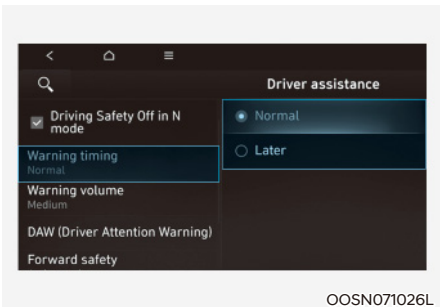 Driver assistance
Driving Safety Off in N
mode
Normal
Warning timing
Normal
Later
Warning volume
Medium
DAW (Driver Attention Warning)
Forward safety
OOSN071026L